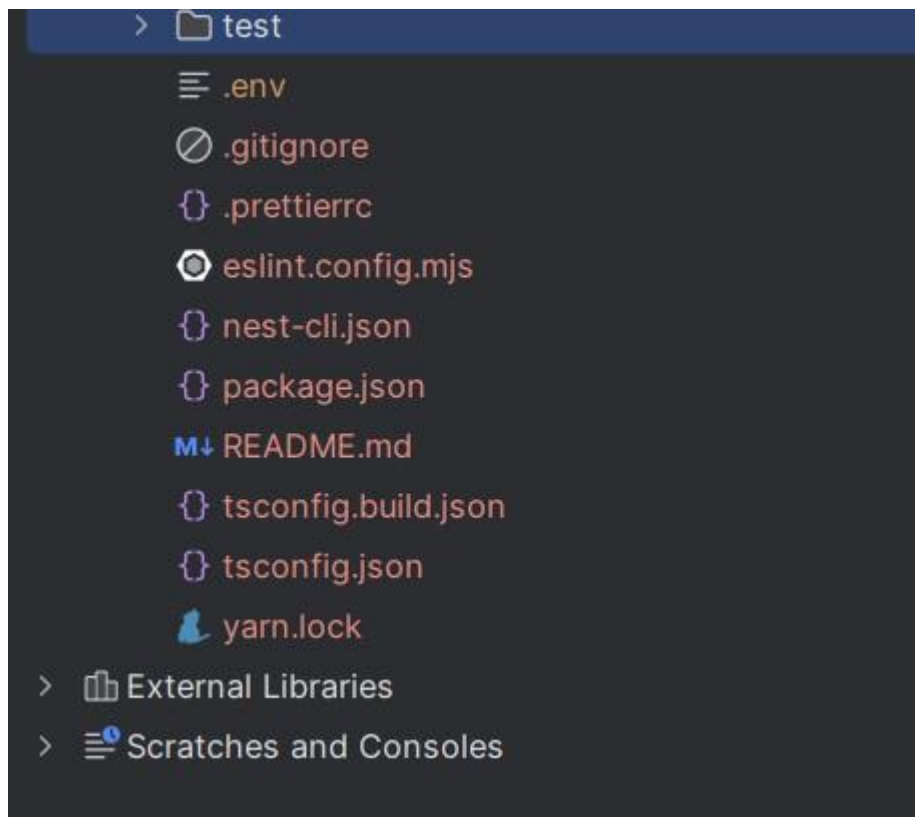 test
.env
.gitignore
.prettierrc
eslint.config.mjs
nest-cli.json
package.json
M↓ README.md
tsconfig.build.json
tsconfig.json
yarn.lock
External Libraries
Scratches and Consoles